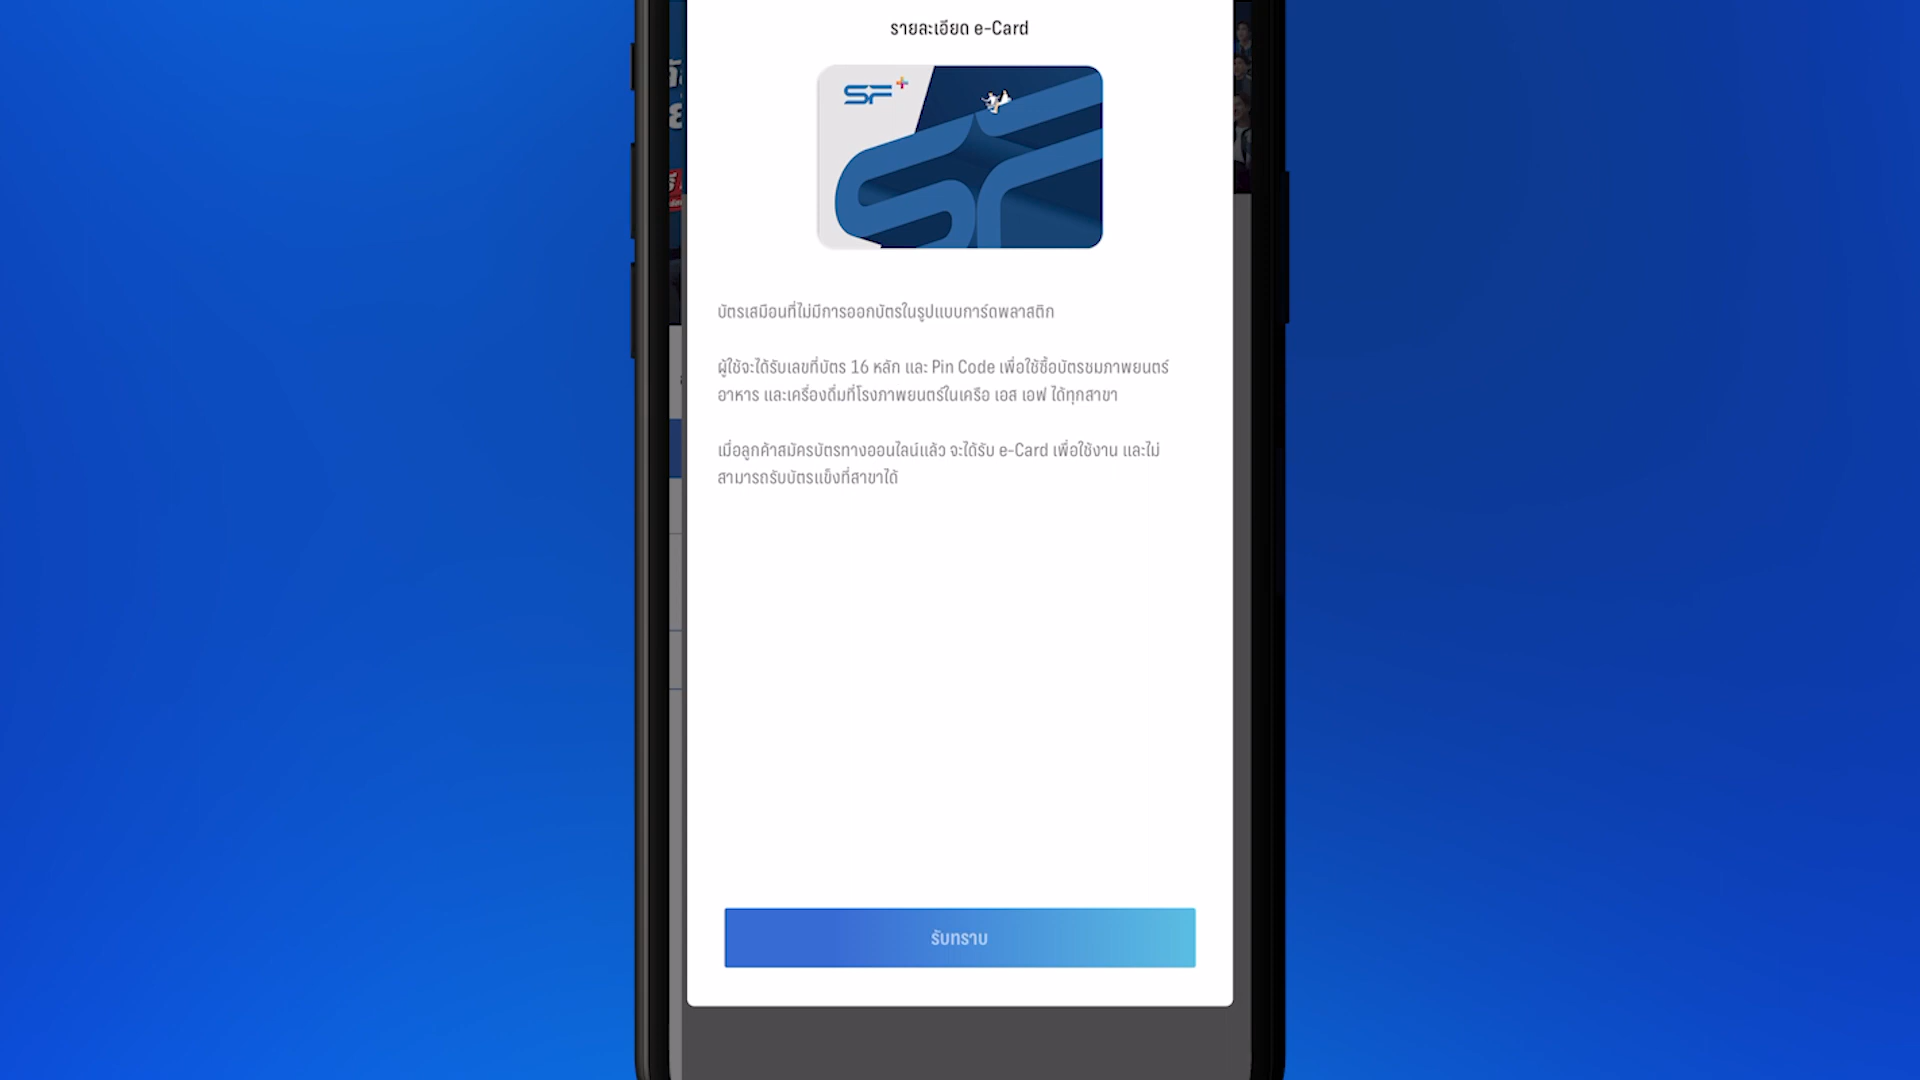 รายละเอียด e-Card
SF+
SF
บัตรเสมือนที่ไม่มีการออกบัตรในรูปแบบการ์ดพลาสติก
ผู้ใช้จะได้รับเลขที่บัตร 16 หลัก และ Pin Code เพื่อใช้ซื้อบัตรชมภาพยนตร์
อาหาร และเครื่องดื่มที่โรงภาพยนตร์ในเครือ เอส เอฟ ได้ทุกสาขา
เมื่อลูกค้าสมัครบัตรทางออนไลน์แล้ว จะได้รับ e-Card เพื่อใช้งาน และไม่
สามารถรับบัตรแข็งที่สาขาได้
รับทราบ